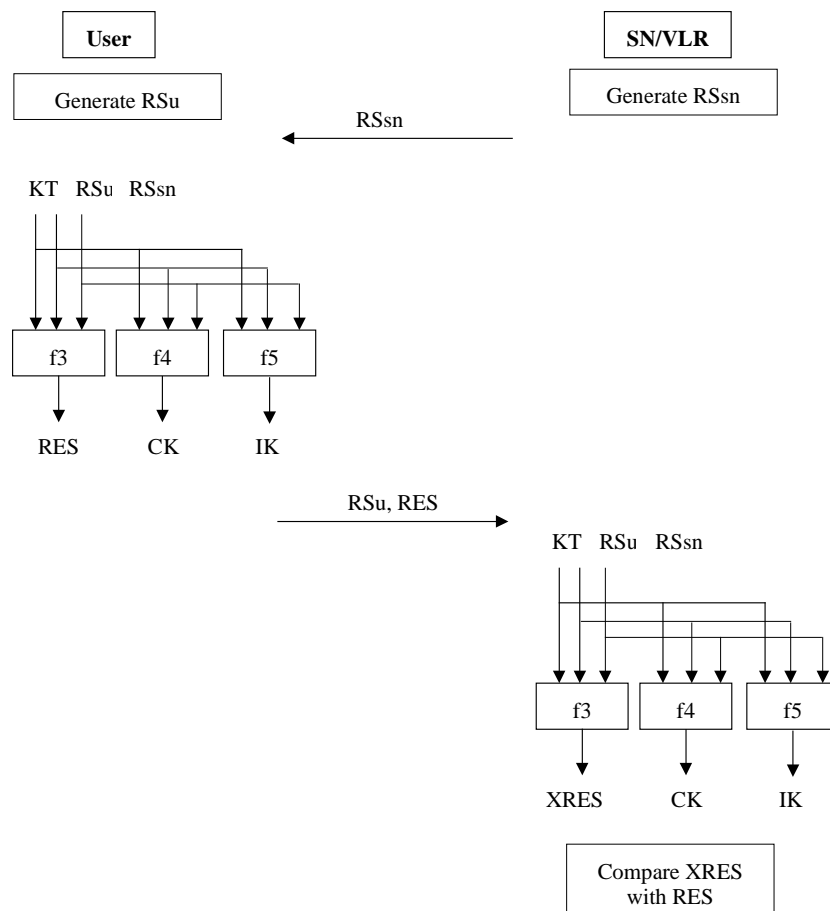 User
SN/VLR
Generate RSu
Generate RSsn
RSsn
KT RSu RSsn
f3 f4 f5
RES CK IK
RSu, RES
KT RSu RSsn
f3 f4 f5
XRES CK IK
Compare XRES
with RES